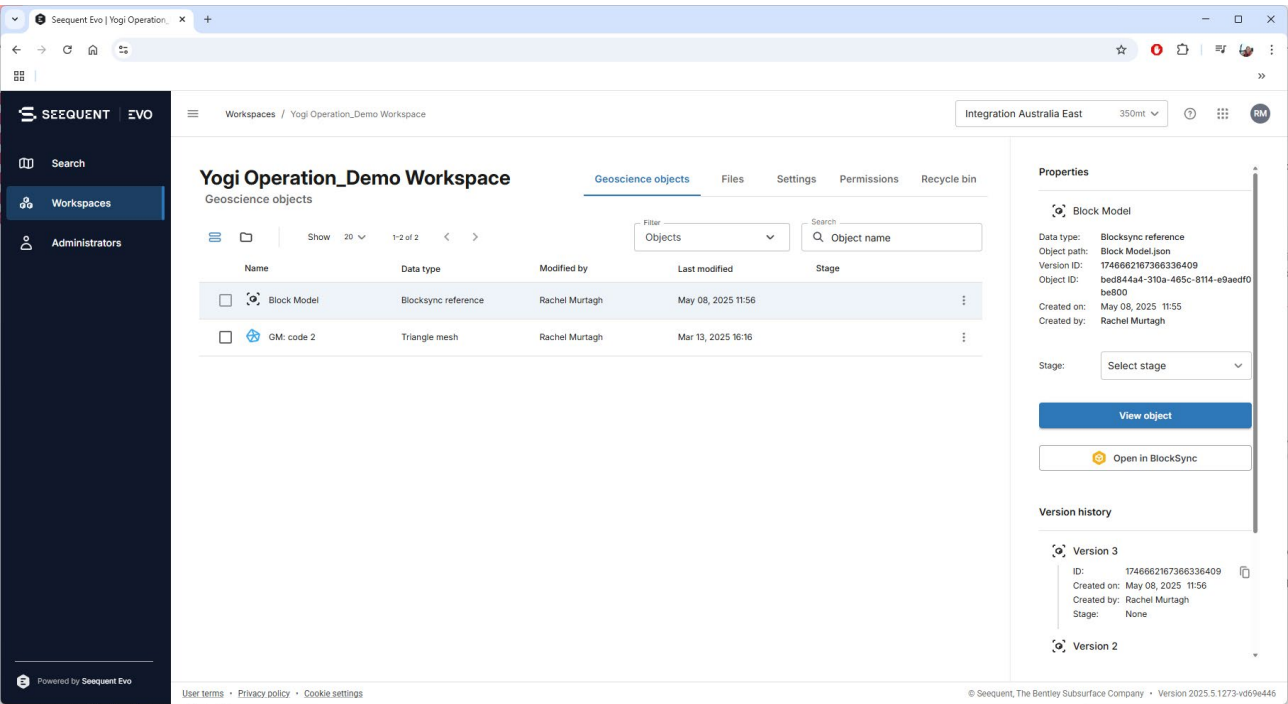 Seequent Evo | Yogi Operation_
SEEQUENT | EVO
Workspaces / Yogi Operation_Demo Workspace
Integration Australia East 350mt
RM
Search
Workspaces
Administrators
Yogi Operation_Demo Workspace
Geoscience objects
Geoscience objects Files Settings Permissions Recycle bin
Show 20 1–2 of 2
Filter
Objects
Search
Object name
Name Data type Modified by Last modified Stage
Block Model Blocksync reference Rachel Murtagh May 08, 2025 11:56
GM: code 2 Triangle mesh Rachel Murtagh Mar 13, 2025 16:16
Properties
Block Model
Data type: Blocksync reference
Object path: Block Model.json
Version ID: 1746662167366336409
Object ID: bed844a4-310a-465c-8114-e9aedf0
be800
Created on: May 08, 2025 11:55
Created by: Rachel Murtagh
Stage: Select stage
View object
Open in BlockSync
Version history
Version 3
ID: 1746662167366336409
Created on: May 08, 2025 11:56
Created by: Rachel Murtagh
Stage: None
Version 2
Powered by Seequent Evo
User terms • Privacy policy • Cookie settings
© Seequent, The Bentley Subsurface Company • Version 2025.5.1273-vd69e446